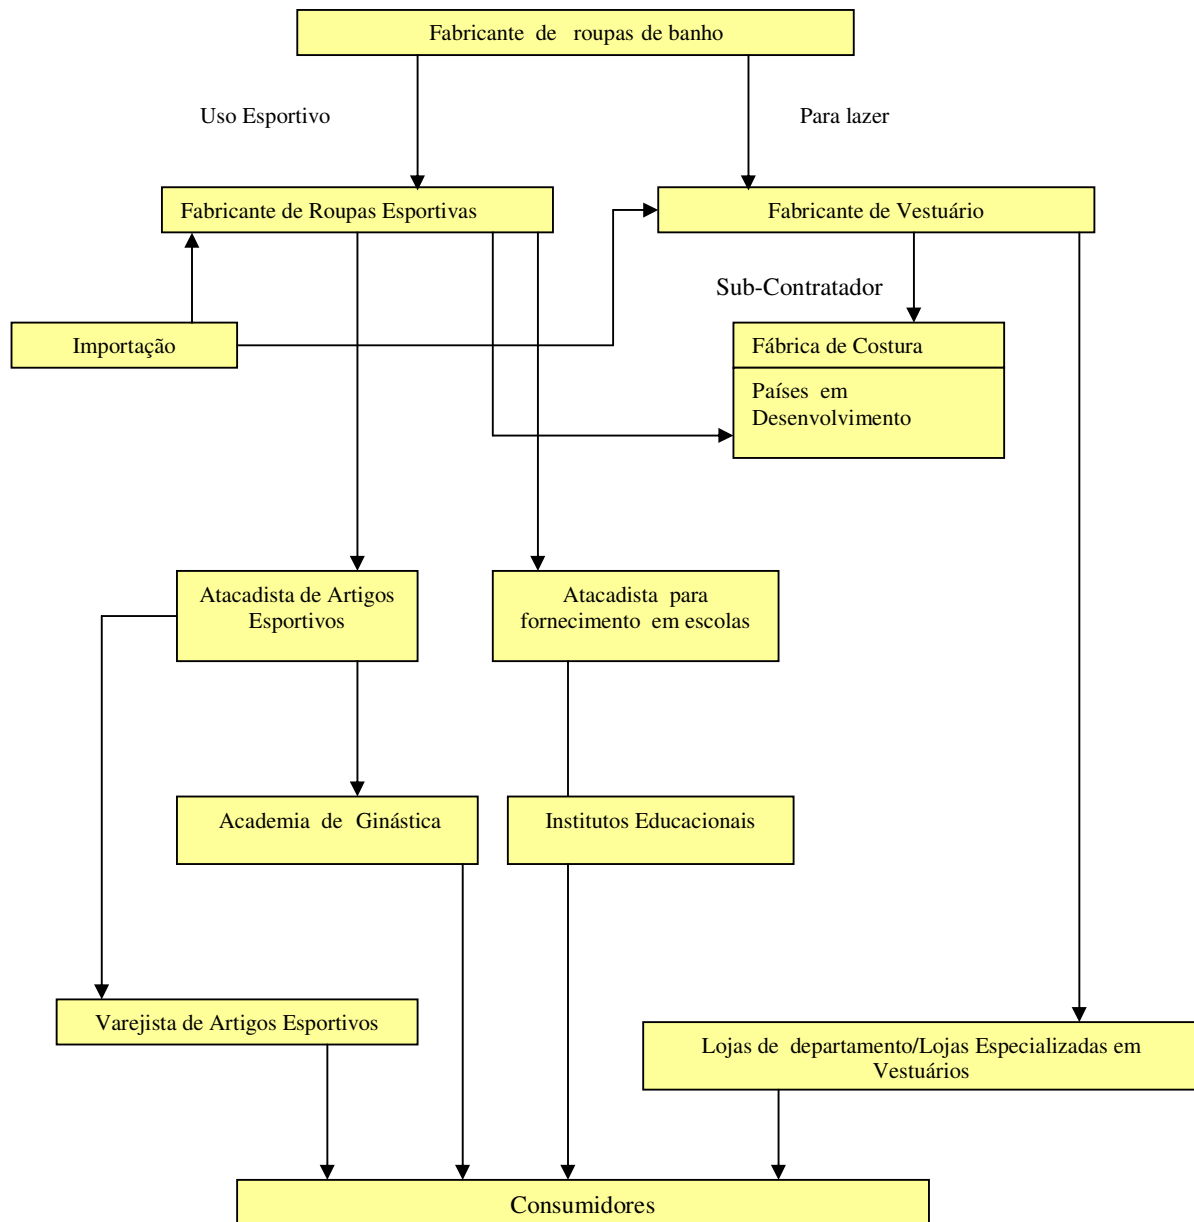 Fabricante de roupas de banho
Uso Esportivo
Para lazer
Fabricante de Roupas Esportivas
Fabricante de Vestuário
Sub-Contratador
Importação
Fábrica de Costura
Países em
Desenvolvimento
Atacadista de Artigos
Esportivos
Atacadista para
fornecimento em escolas
Academia de Ginástica
Institutos Educacionais
Varejista de Artigos Esportivos
Lojas de departamento/Lojas Especializadas em
Vestuários
Consumidores